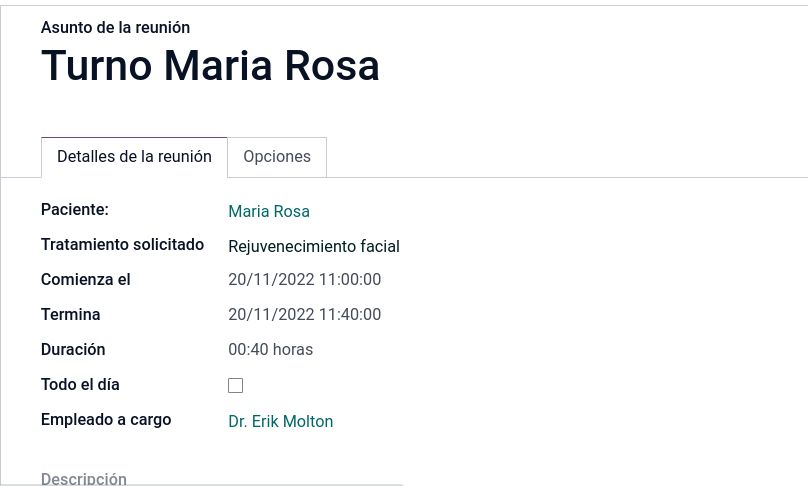 Asunto de la reunión
Turno Maria Rosa
Detalles de la reunión Opciones
Paciente: Maria Rosa
Tratamiento solicitado Rejuvenecimiento facial
Comienza el 20/11/2022 11:00:00
Termina 20/11/2022 11:40:00
Duración 00:40 horas
Todo el día
Empleado a cargo Dr. Erik Molton
Descripción